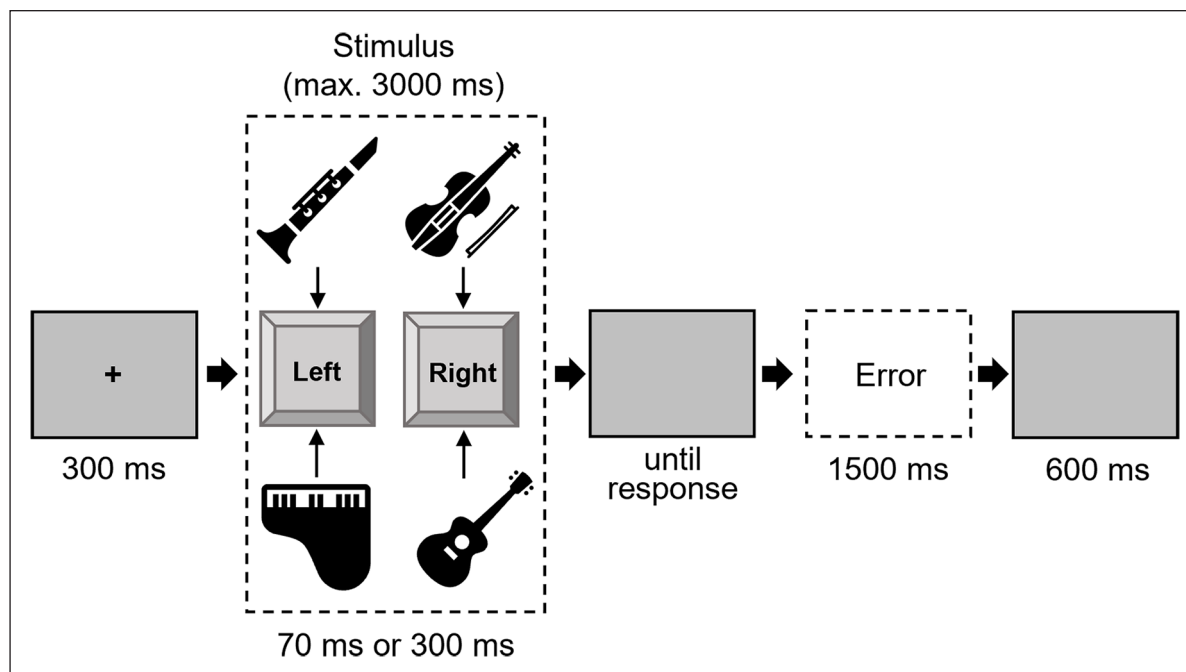 Stimulus
(max. 3000 ms)
+
Left
Right
Error
300 ms
until
response
1500 ms
600 ms
70 ms or 300 ms